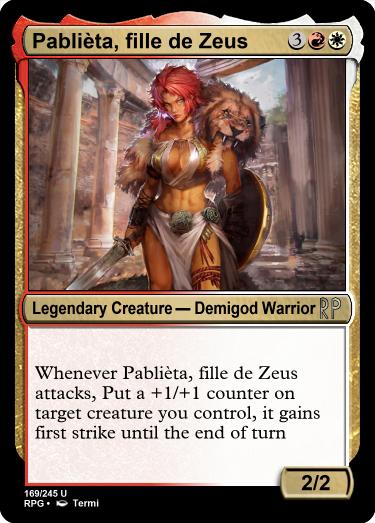 Pablièta, fille de Zeus 3
Legendary Creature — Demigod Warrior RP
Whenever Pablièta, fille de Zeus
attacks, Put a +1/+1 counter on
target creature you control, it gains
first strike until the end of turn
2/2
169/245 U
RPG • Termi